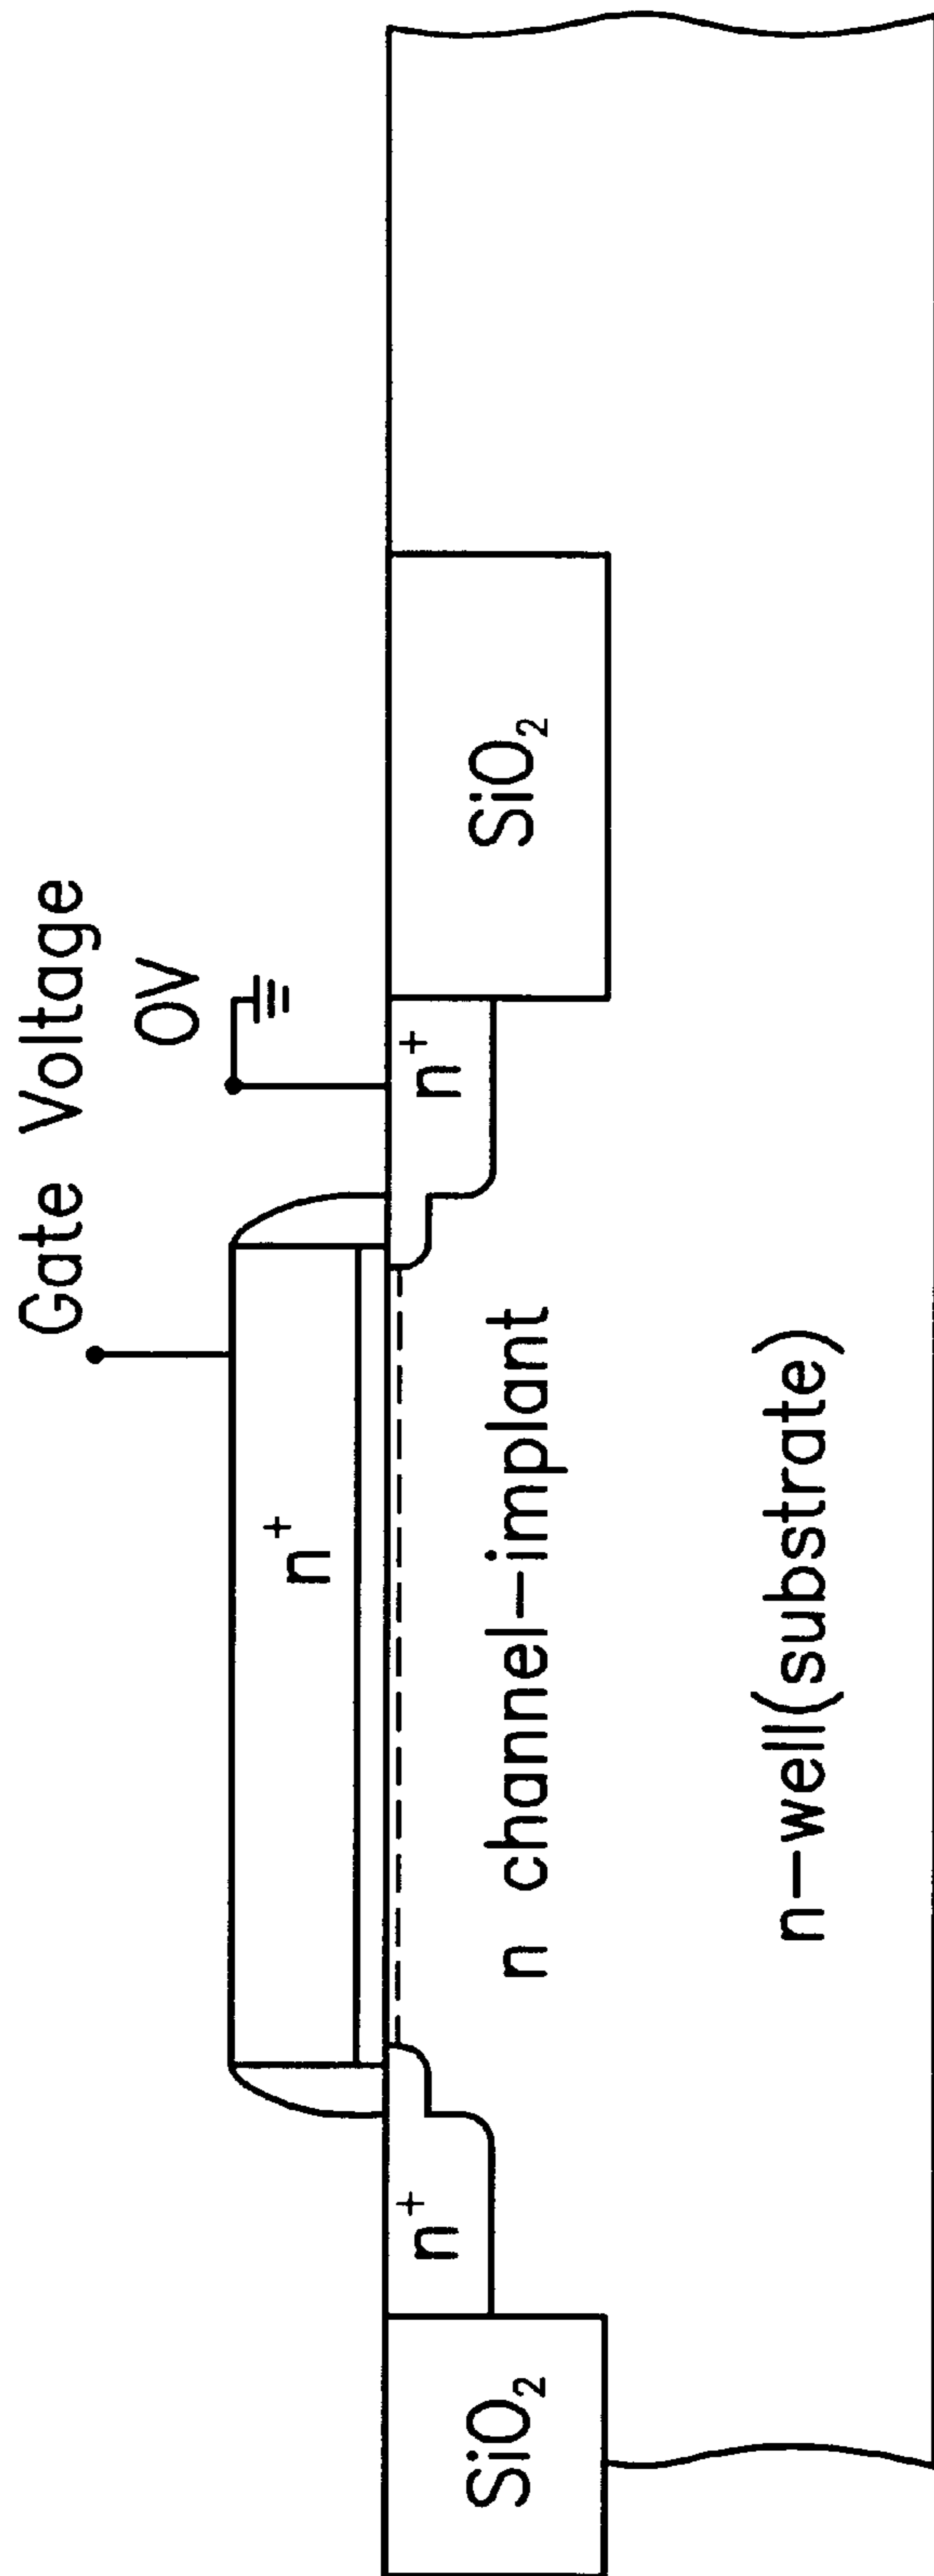 Gate Voltage
0V
n⁺
n⁺
n⁺
SiO₂
SiO₂
n channel-implant
n-well(substrate)